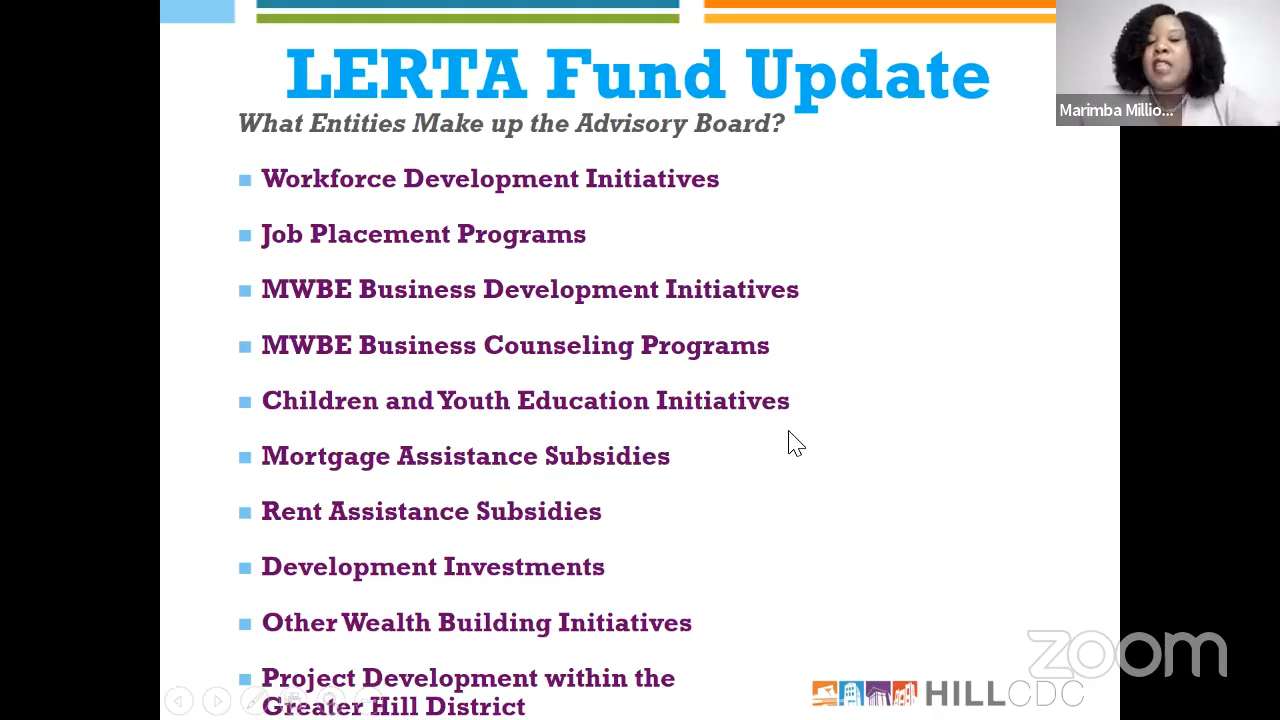 LERTA Fund Update
What Entities Make up the Advisory Board?
Workforce Development Initiatives
Job Placement Programs
MWBE Business Development Initiatives
MWBE Business Counseling Programs
Children and Youth Education Initiatives
Mortgage Assistance Subsidies
Rent Assistance Subsidies
Development Investments
Other Wealth Building Initiatives
Project Development within the
Greater Hill District
Marimba Millio...
zoom
HILLCDC